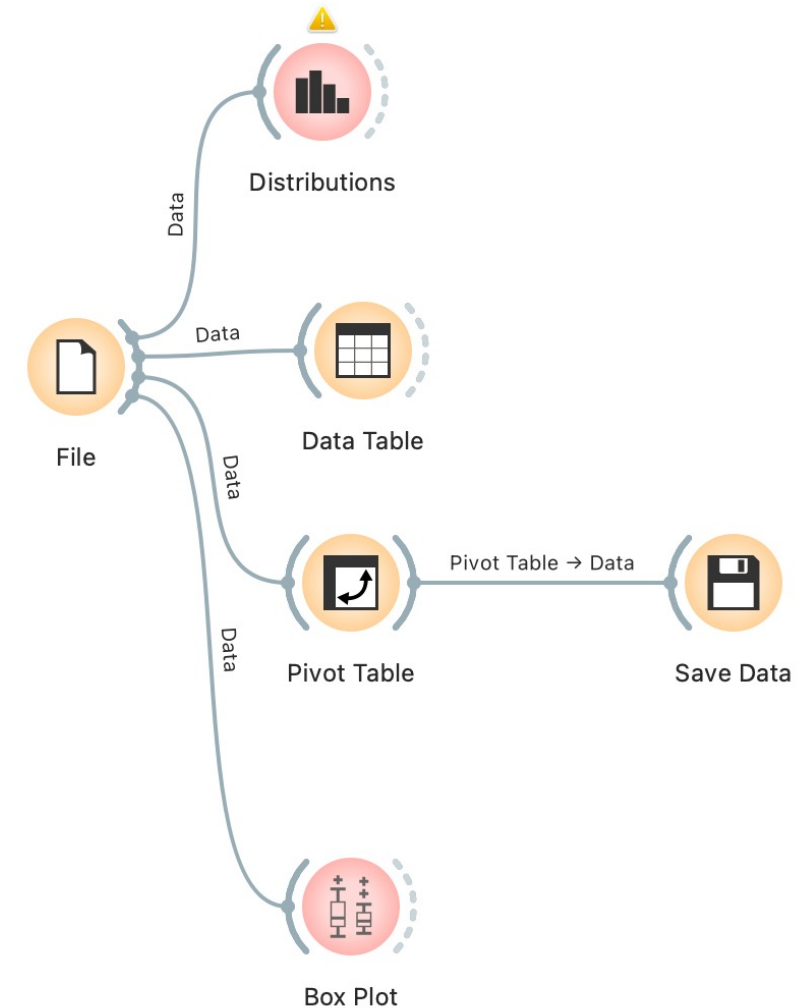 Distributions
Data
Data
File
Data Table
Data
Pivot Table → Data
Pivot Table
Save Data
Data
Box Plot